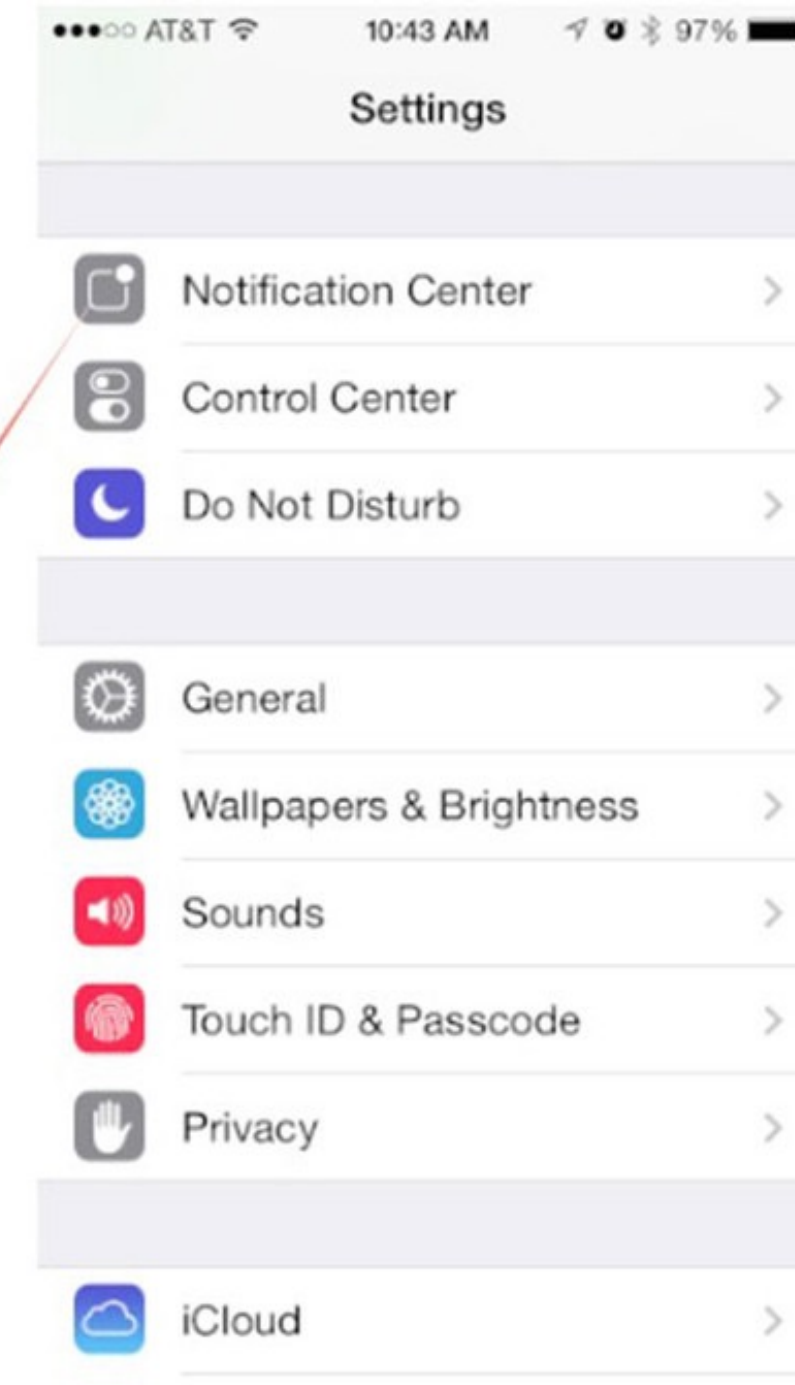 AT&T 10:43 AM 97%
Settings
Notification Center
Control Center
Do Not Disturb
General
Wallpapers & Brightness
Sounds
Touch ID & Passcode
Privacy
iCloud